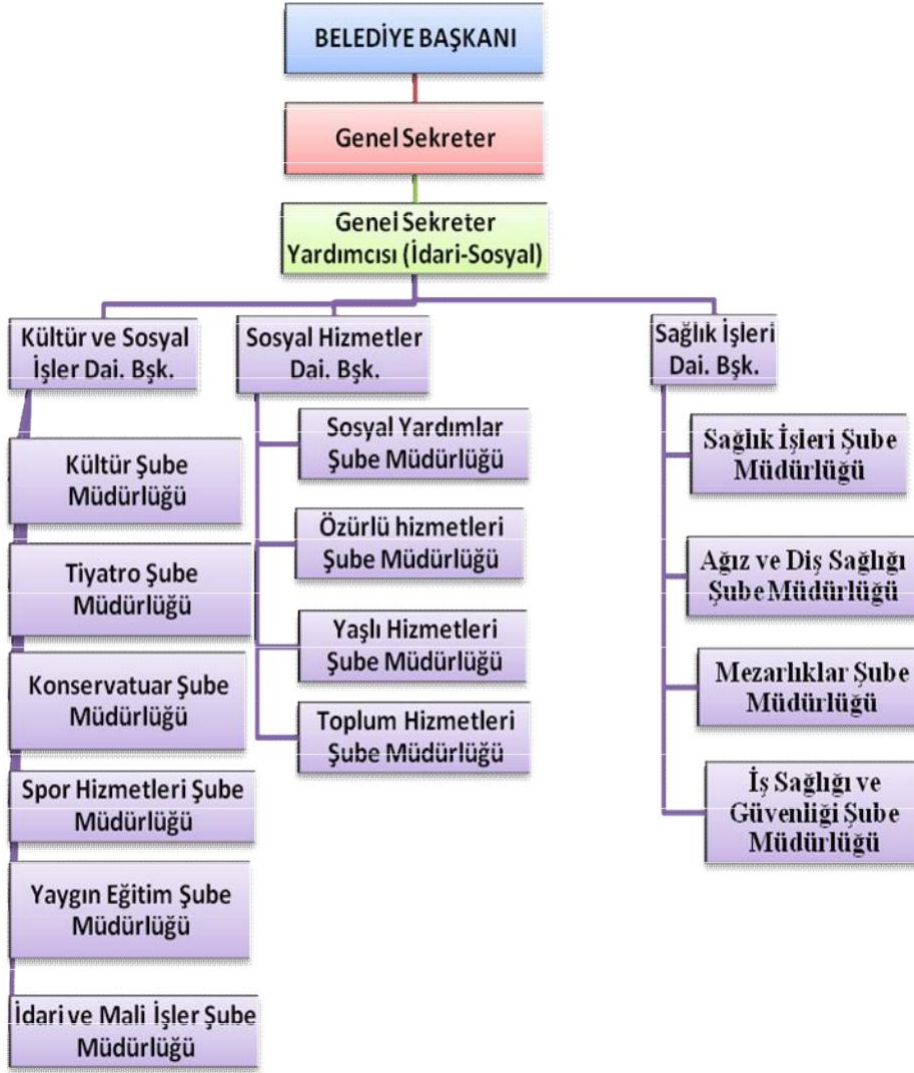 BELEDİYE BAŞKANI
Genel Sekreter
Genel Sekreter
Yardımcısı (İdari-Sosyal)
Kültür ve Sosyal
İşler Dai. Bşk.
Kültür Şube
Müdürlüğü
Tiyatro Şube
Müdürlüğü
Konservatuar Şube
Müdürlüğü
Spor Hizmetleri Şube
Müdürlüğü
Yaygın Eğitim Şube
Müdürlüğü
İdari ve Mali İşler Şube
Müdürlüğü
Sosyal Hizmetler
Dai. Bşk.
Sosyal Yardımlar
Şube Müdürlüğü
Özürlü hizmetleri
Şube Müdürlüğü
Yaşlı Hizmetleri
Şube Müdürlüğü
Toplum Hizmetleri
Şube Müdürlüğü
Sağlık İşleri
Dai. Bşk.
Sağlık İşleri Şube
Müdürlüğü
Ağız ve Diş Sağlığı
Şube Müdürlüğü
Mezarlıklar Şube
Müdürlüğü
İş Sağlığı ve
Güvenliği Şube
Müdürlüğü